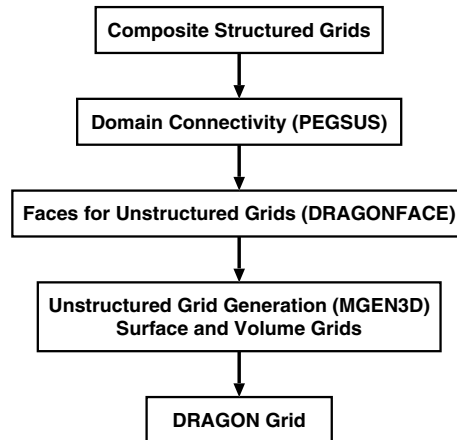 Composite Structured Grids
Domain Connectivity (PEGSUS)
Faces for Unstructured Grids (DRAGONFACE)
Unstructured Grid Generation (MGEN3D)
Surface and Volume Grids
DRAGON Grid